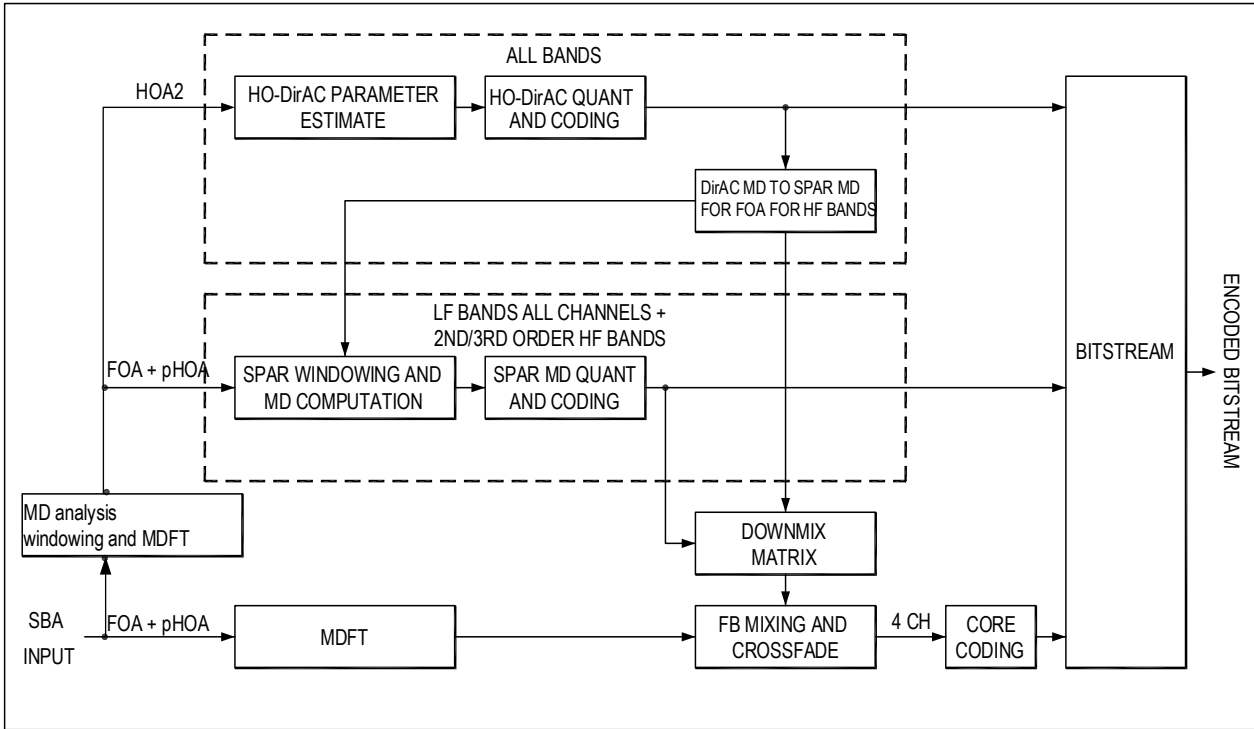 ALL BANDS
HOA2
HO-DirAC PARAMETER
ESTIMATE
HO-DirAC QUANT
AND CODING
DirAC MD TO SPAR MD
FOR FOA FOR HF BANDS
LF BANDS ALL CHANNELS +
2ND/3RD ORDER HF BANDS
FOA + pHOA
SPAR WINDOWING AND
MD COMPUTATION
SPAR MD QUANT
AND CODING
BITSTREAM
ENCODED BITSTREAM
MD analysis
windowing and MDFT
DOWNMIX
MATRIX
SBA
INPUT
FOA + pHOA
MDFT
FB MIXING AND
CROSSFADE
4 CH
CORE
CODING